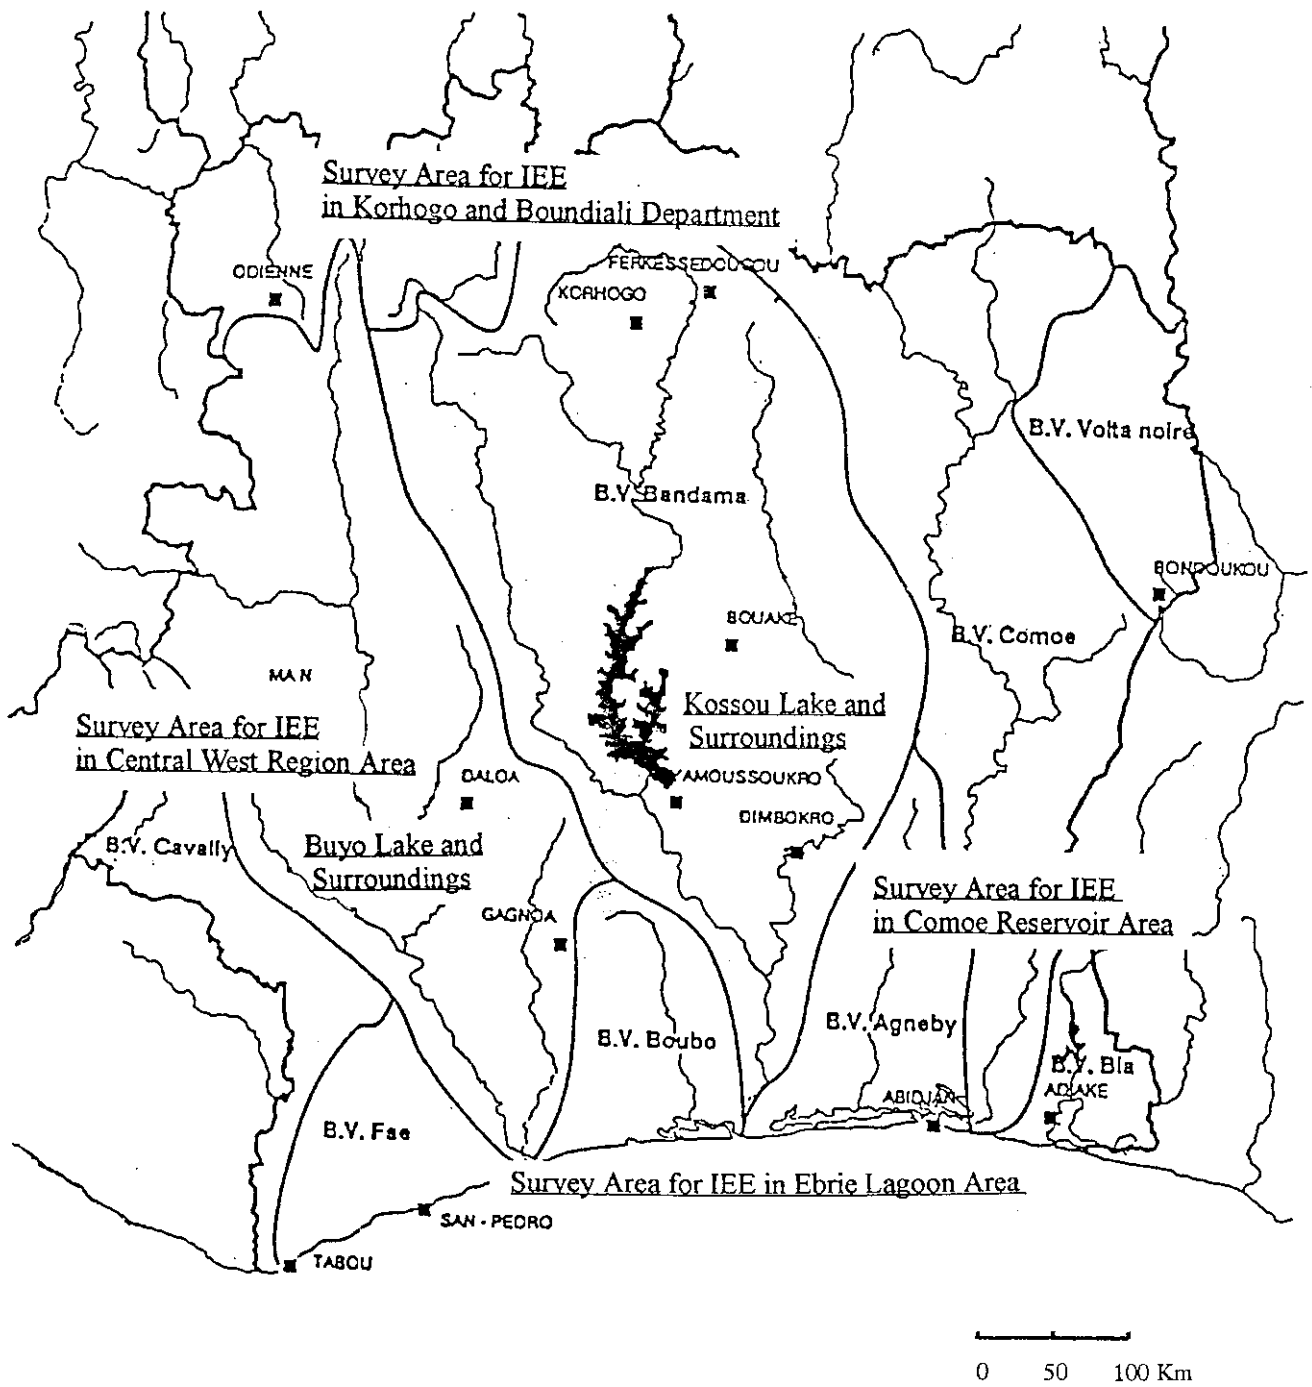 Survey Area for IEE
in Korhogo and Boundiali Department
ODIENNE
FERKESSEDOUGOU
KORHOGO
B.V. Volta noire
B.V. Bandama
BONDOUKOU
BOUAKE
B.V. Comoe
MAN
Survey Area for IEE
in Central West Region Area
Kossou Lake and
Surroundings
DALOA
YAMOUSSOUKRO
DIMBOKRO
B.V. Cavally
Buyo Lake and
Surroundings
Survey Area for IEE
in Comoe Reservoir Area
GAGNOA
B.V. Agneby
B.V. Boubo
B.V. Bia
ABIDJAN
ADIAKE
B.V. Fae
Survey Area for IEE in Ebrie Lagoon Area
SAN-PEDRO
TABOU
0 50 100 Km